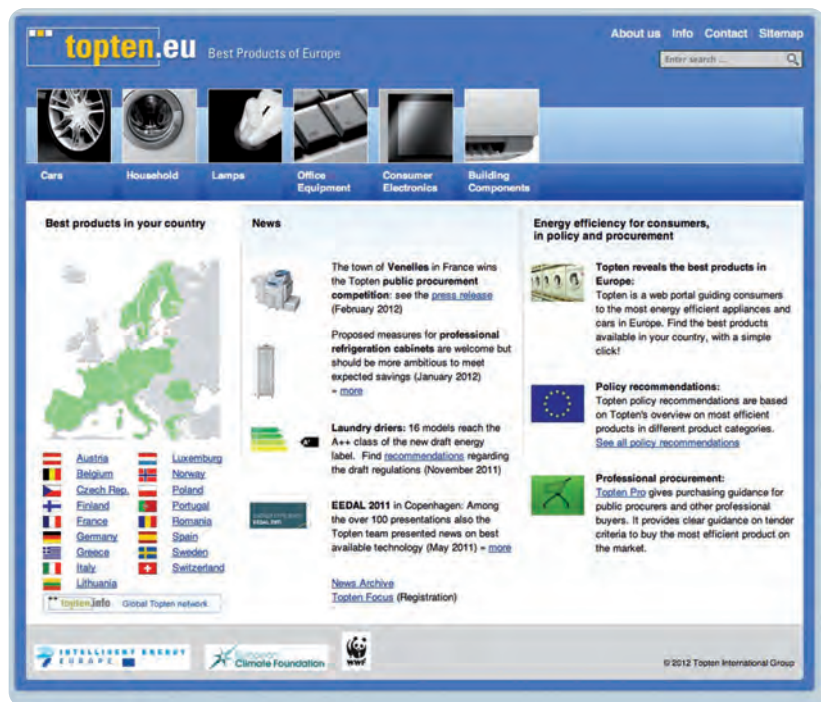 topten.eu Best Products of Europe
About us Info Contact Sitemap
Enter search ...
Cars
Household
Lamps
Office
Equipment
Consumer
Electronics
Building
Components
Best products in your country
Austria
Belgium
Czech Rep.
Finland
France
Germany
Greece
Italy
Lithuania
Luxemburg
Norway
Poland
Portugal
Romania
Spain
Sweden
Switzerland
topten.info Global Topten network
News
The town of Venelles in France wins
the Topten public procurement
competition: see the press release
(February 2012)
Proposed measures for professional
refrigeration cabinets are welcome but
should be more ambitious to meet
expected savings (January 2012)
» more
Laundry driers: 16 models reach the
A++ class of the new draft energy
label. Find recommendations regarding
the draft regulations (November 2011)
EEDAL 2011 in Copenhagen: Among
the over 100 presentations also the
Topten team presented news on best
available technology (May 2011) » more
News Archive
Topten Focus (Registration)
Energy efficiency for consumers,
in policy and procurement
Topten reveals the best products in
Europe:
Topten is a web portal guiding consumers
to the most energy efficient appliances and
cars in Europe. Find the best products
available in your country, with a simple
click!
Policy recommendations:
Topten policy recommendations are based
on Topten's overview on most efficient
products in different product categories.
See all policy recommendations
Professional procurement:
Topten Pro gives purchasing guidance for
public procurers and other professional
buyers. It provides clear guidance on tender
criteria to buy the most efficient product on
the market.
INTELLIGENT ENERGY
EUROPE
European
Climate Foundation
WWF
© 2012 Topten International Group